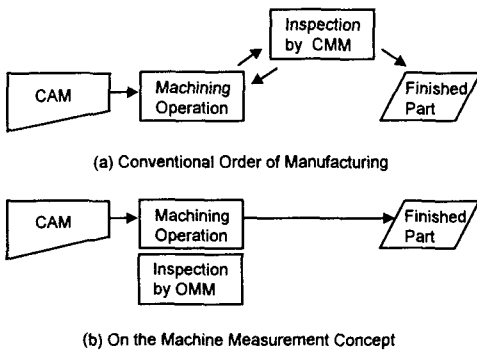 Inspection
by CMM
CAM
Machining
Operation
Finished
Part
(a) Conventional Order of Manufacturing
CAM
Machining
Operation
Finished
Part
Inspection
by OMM
(b) On the Machine Measurement Concept